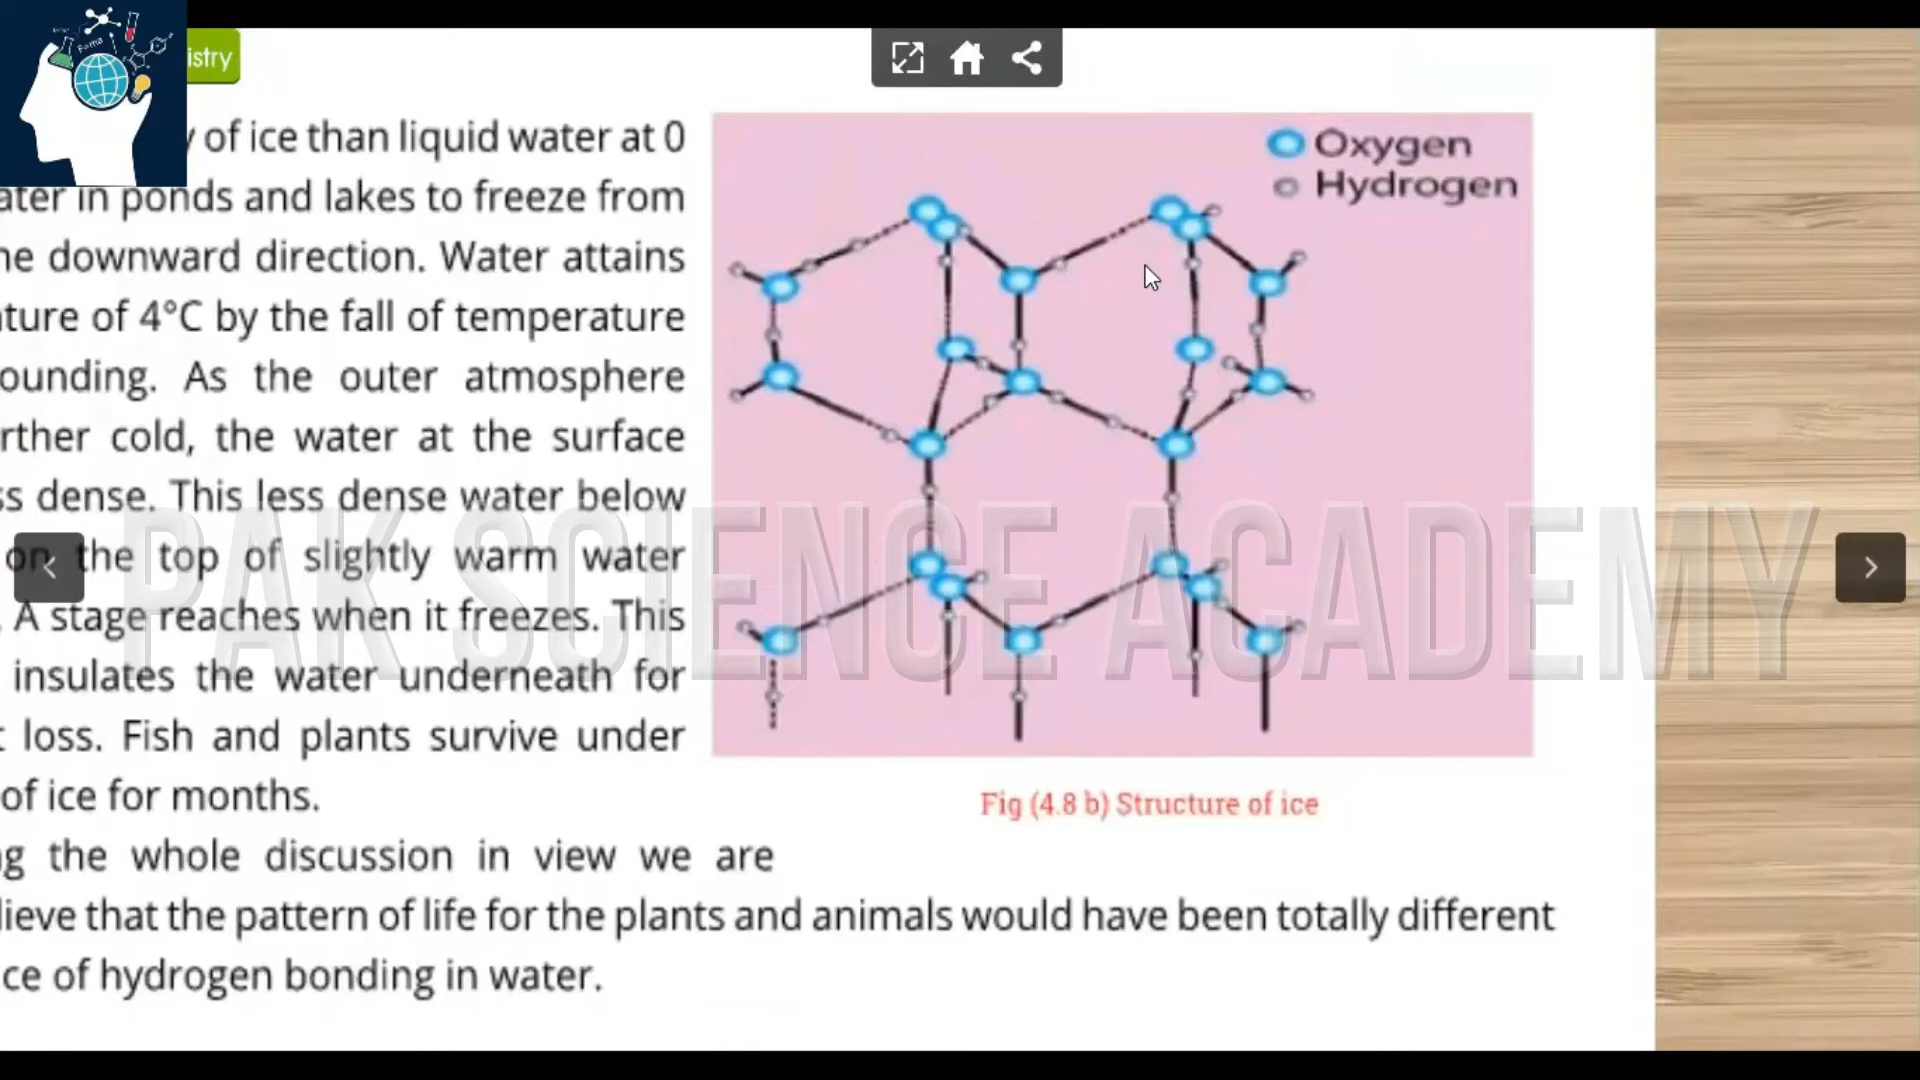 istry
of ice than liquid water at 0
ater in ponds and lakes to freeze from
he downward direction. Water attains
ture of 4°C by the fall of temperature
ounding. As the outer atmosphere
rther cold, the water at the surface
ss dense. This less dense water below
on the top of slightly warm water
. A stage reaches when it freezes. This
insulates the water underneath for
t loss. Fish and plants survive under
of ice for months.
Oxygen
Hydrogen
Fig (4.8 b) Structure of ice
g the whole discussion in view we are
lieve that the pattern of life for the plants and animals would have been totally different
ce of hydrogen bonding in water.
PAK SCIENCE ACADEMY